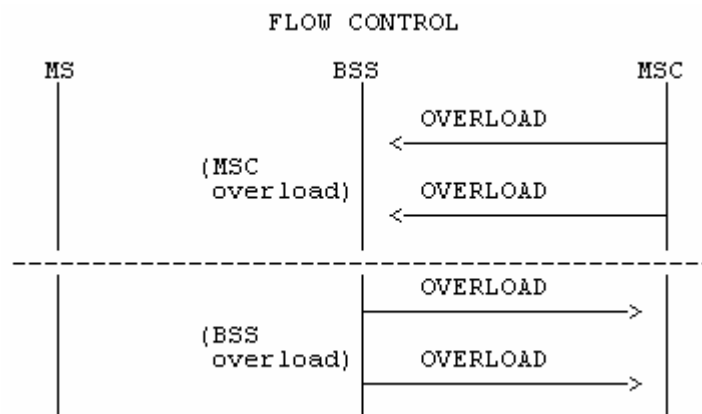 FLOW CONTROL
MS BSS MSC
OVERLOAD
(MSC
overload)
OVERLOAD
OVERLOAD
(BSS
overload)
OVERLOAD